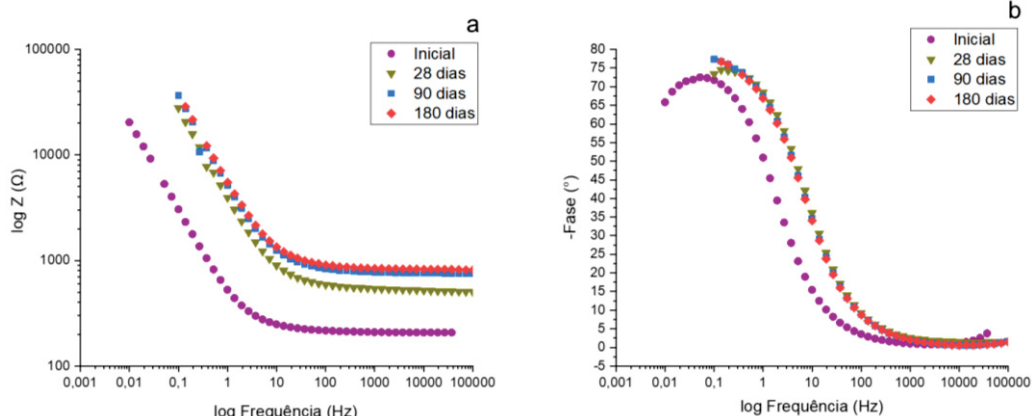 a
100000
10000
1000
100
log Z (Ω)
0,001 0,01 0,1 1 10 100 1000 10000 100000
log Frequência (Hz)
Inicial
28 dias
90 dias
180 dias
b
80
75
70
65
60
55
50
45
40
35
30
25
20
15
10
5
0
-5
-Fase (°)
0,001 0,01 0,1 1 10 100 1000 10000 100000
log Frequência (Hz)
Inicial
28 dias
90 dias
180 dias